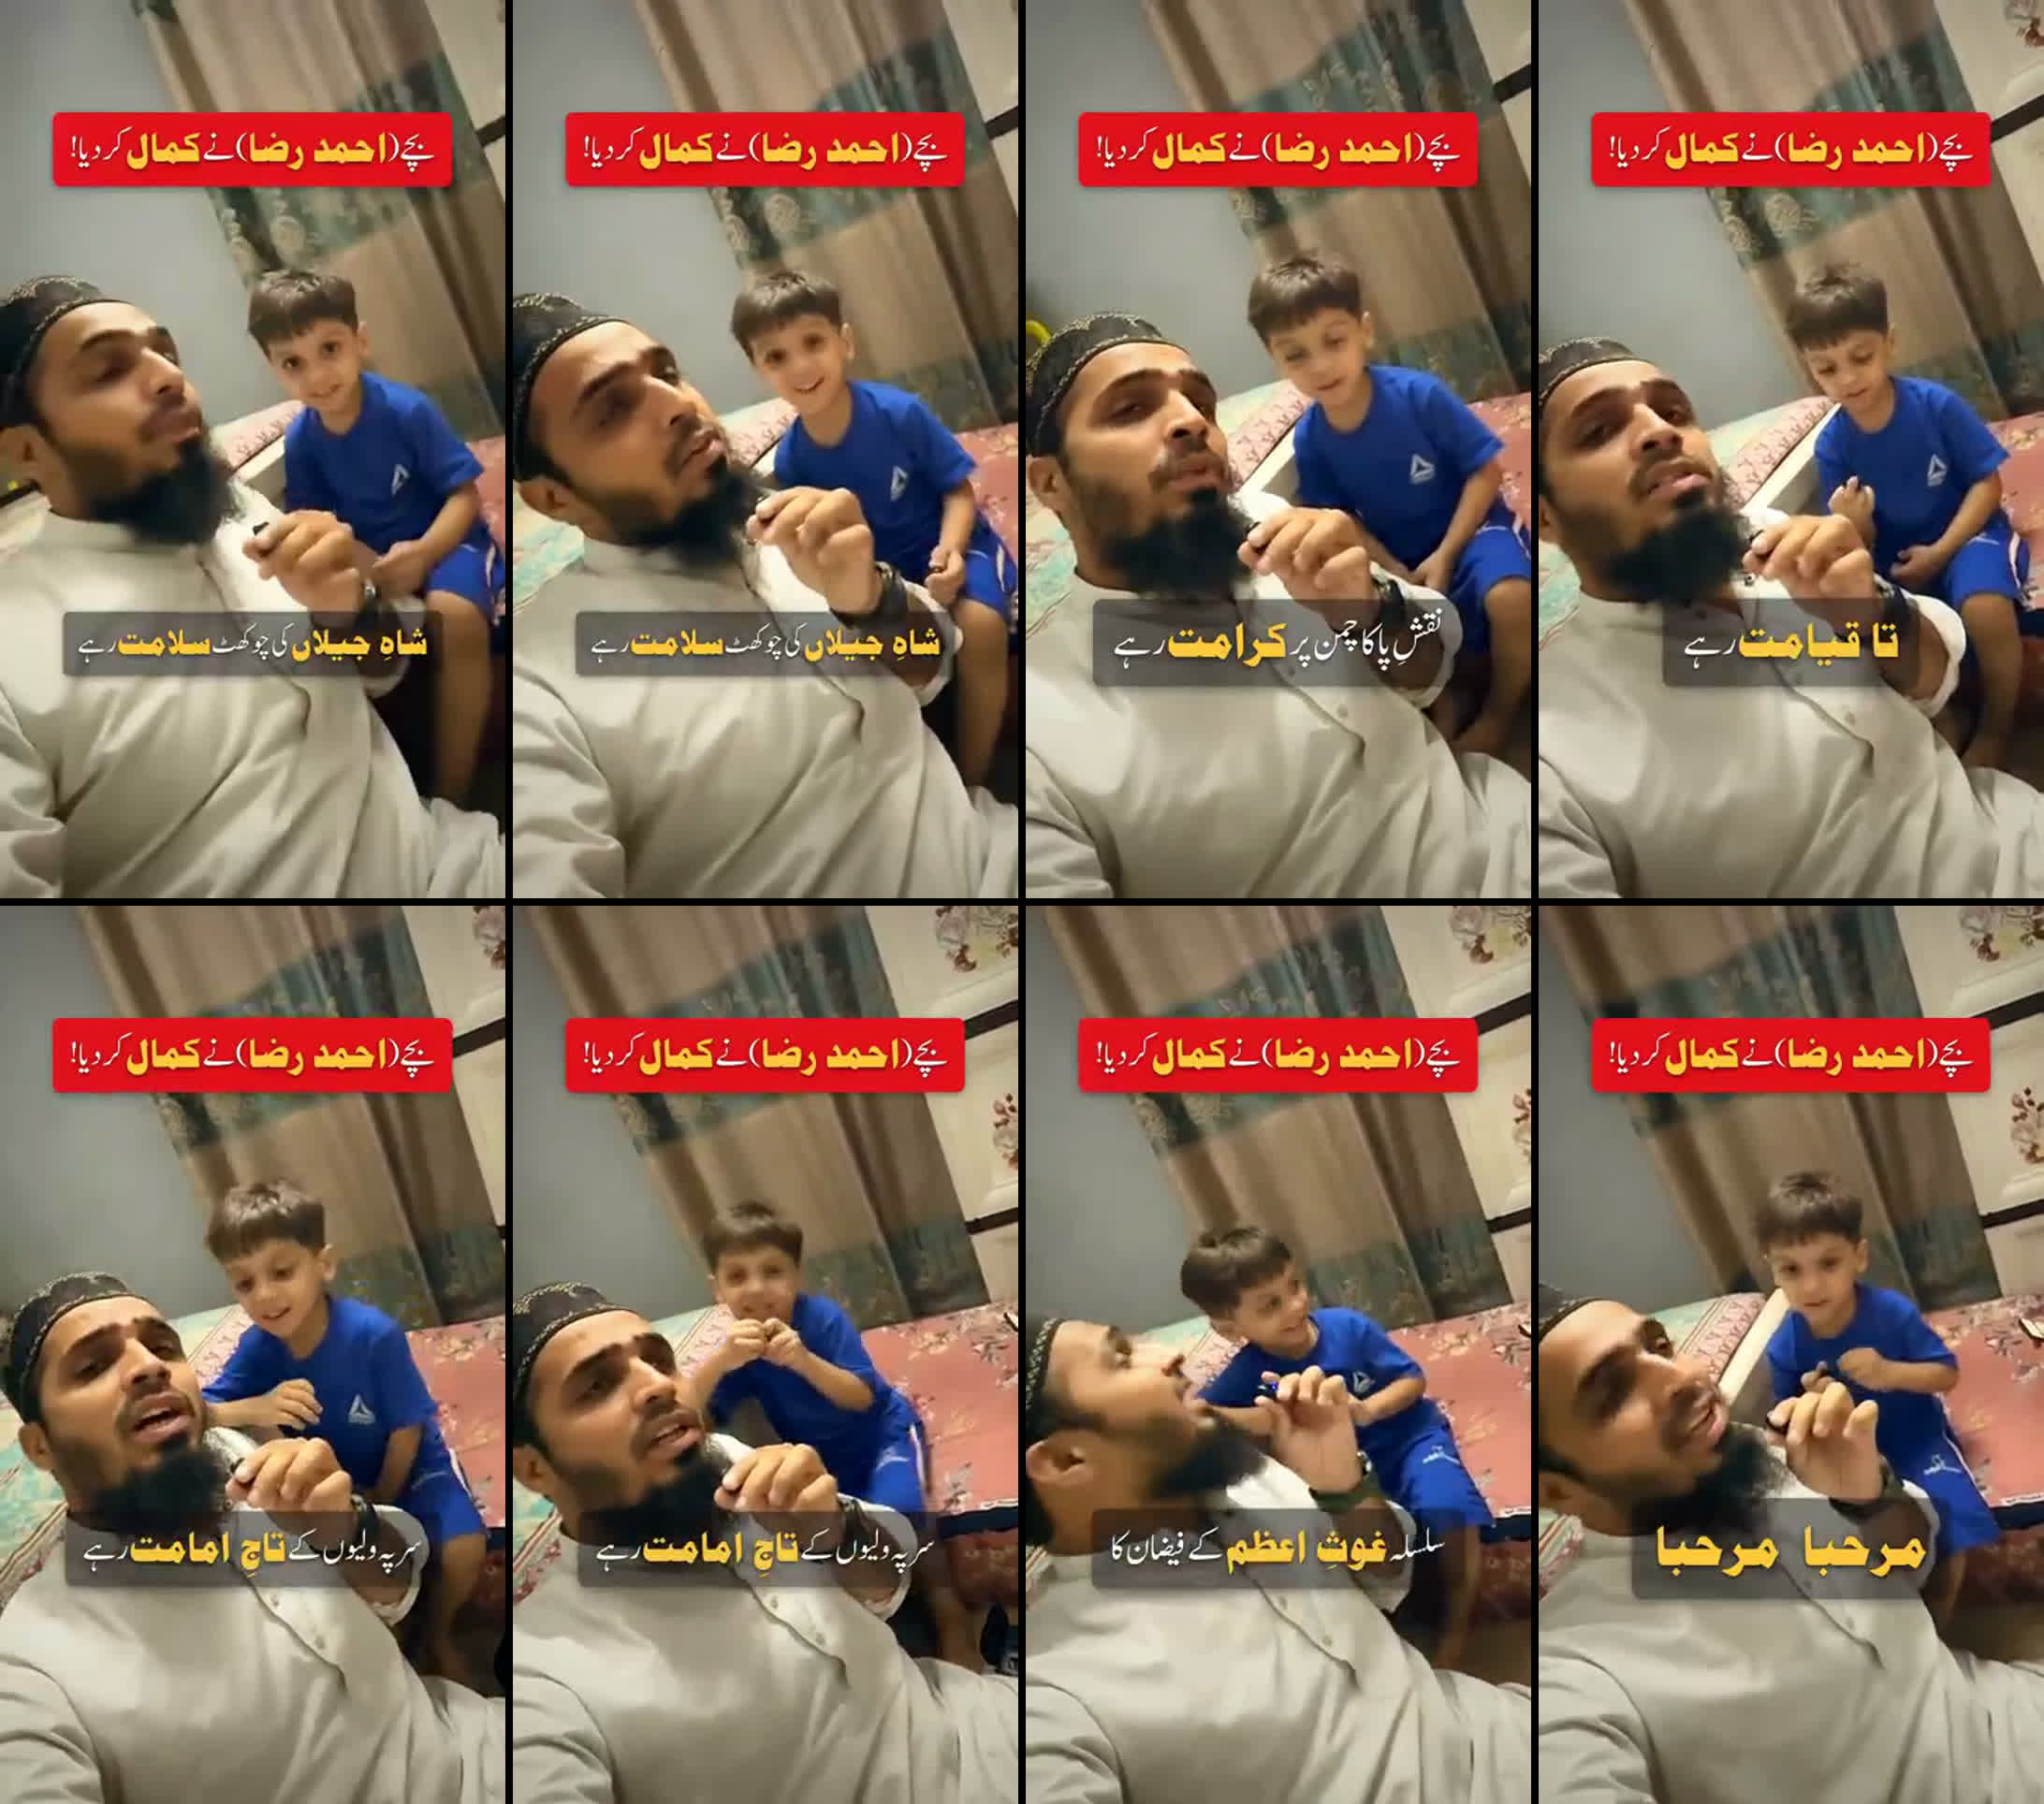 بچے (احمد رضا) نے کمال کر دیا!
شاہِ جیلاں کی چوکھٹ سلامت رہے
بچے (احمد رضا) نے کمال کر دیا!
شاہِ جیلاں کی چوکھٹ سلامت رہے
بچے (احمد رضا) نے کمال کر دیا!
نقشِ پا کا چمن پر کرامت رہے
بچے (احمد رضا) نے کمال کر دیا!
تا قیامت رہے
بچے (احمد رضا) نے کمال کر دیا!
سر پہ ولیوں کے تاجِ امامت رہے
بچے (احمد رضا) نے کمال کر دیا!
سر پہ ولیوں کے تاجِ امامت رہے
بچے (احمد رضا) نے کمال کر دیا!
سلسلہ غوثِ اعظم کے فیضان کا
بچے (احمد رضا) نے کمال کر دیا!
مرحبا مرحبا